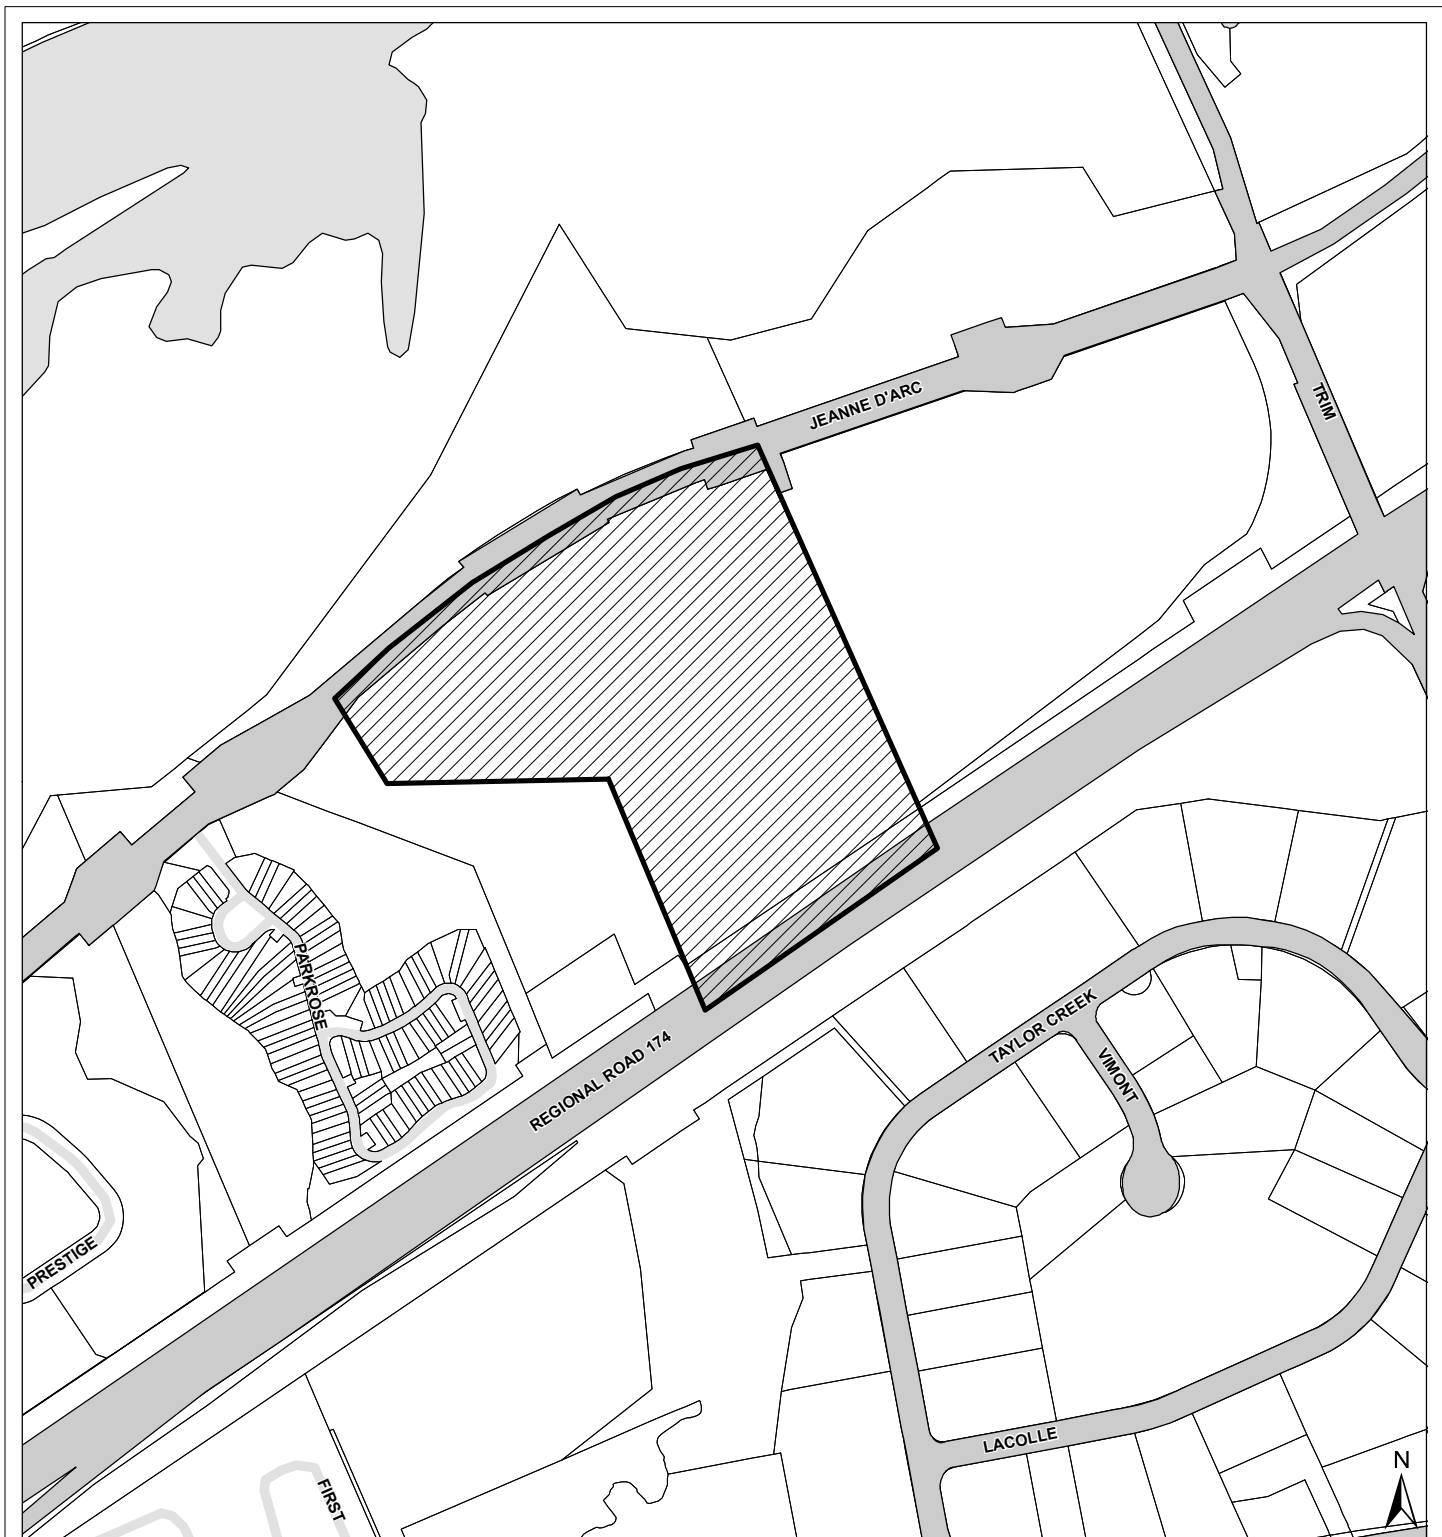 JEANNE D'ARC
TRIM
PARKROSE
TAYLOR CREEK
VIMONT
REGIONAL ROAD 174
PRESTIGE
LACOLLE
N
FIRST